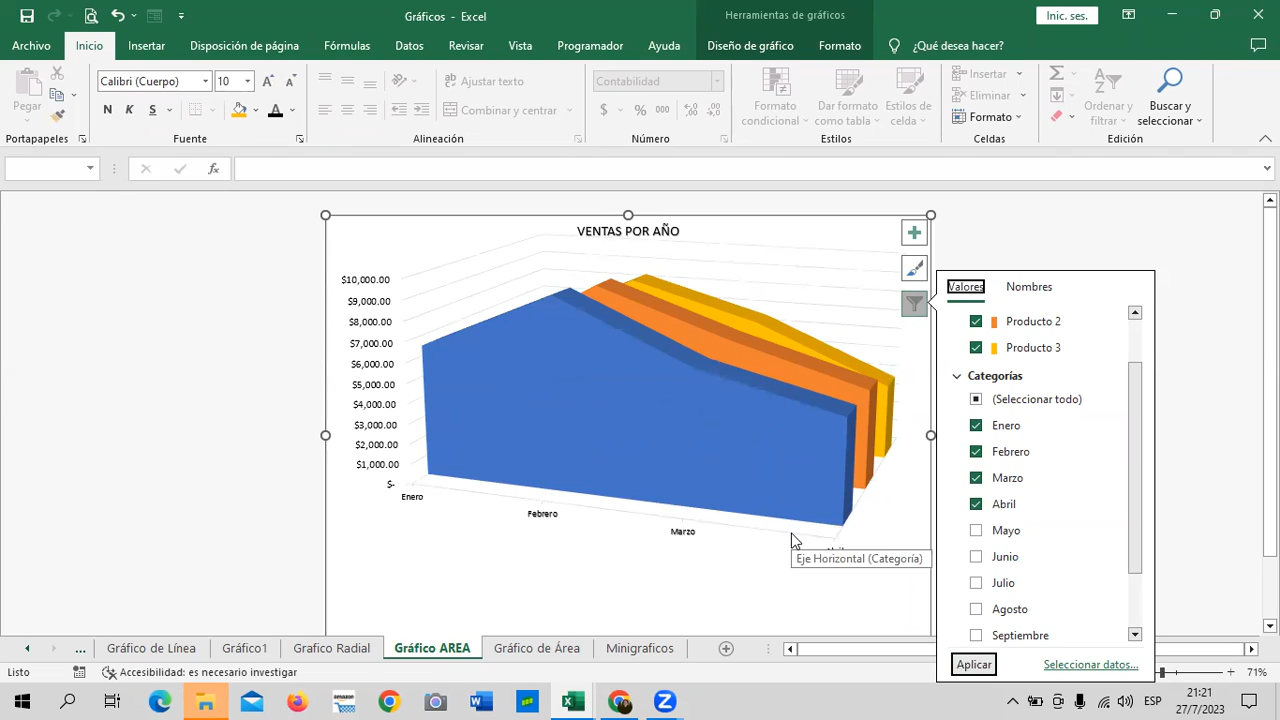 Gráficos - Excel
Herramientas de gráficos
Inic. ses.
Archivo Inicio Insertar Disposición de página Fórmulas Datos Revisar Vista Programador Ayuda Diseño de gráfico Formato ¿Qué desea hacer?
Pegar
Calibri (Cuerpo) 10
N K S
Ajustar texto
Combinar y centrar
Contabilidad
$ % 000
Formato condicional
Dar formato como tabla
Estilos de celda
Insertar
Eliminar
Formato
Ordenar y filtrar
Buscar y seleccionar
Portapapeles Fuente Alineación Número Estilos Celdas Edición
fx
VENTAS POR AÑO
$10,000.00
$9,000.00
$8,000.00
$7,000.00
$6,000.00
$5,000.00
$4,000.00
$3,000.00
$2,000.00
$1,000.00
$-
Enero
Febrero
Marzo
Eje Horizontal (Categoría)
Valores Nombres
Producto 2
Producto 3
Categorías
(Seleccionar todo)
Enero
Febrero
Marzo
Abril
Mayo
Junio
Julio
Agosto
Septiembre
Aplicar Seleccionar datos...
... Gráfico de Línea Gráfico1 Grafico Radial Gráfico AREA Gráfico de Área Minigraficos
Listo Accesibilidad: es necesario investigar 71%
ESP
21:21
27/7/2023